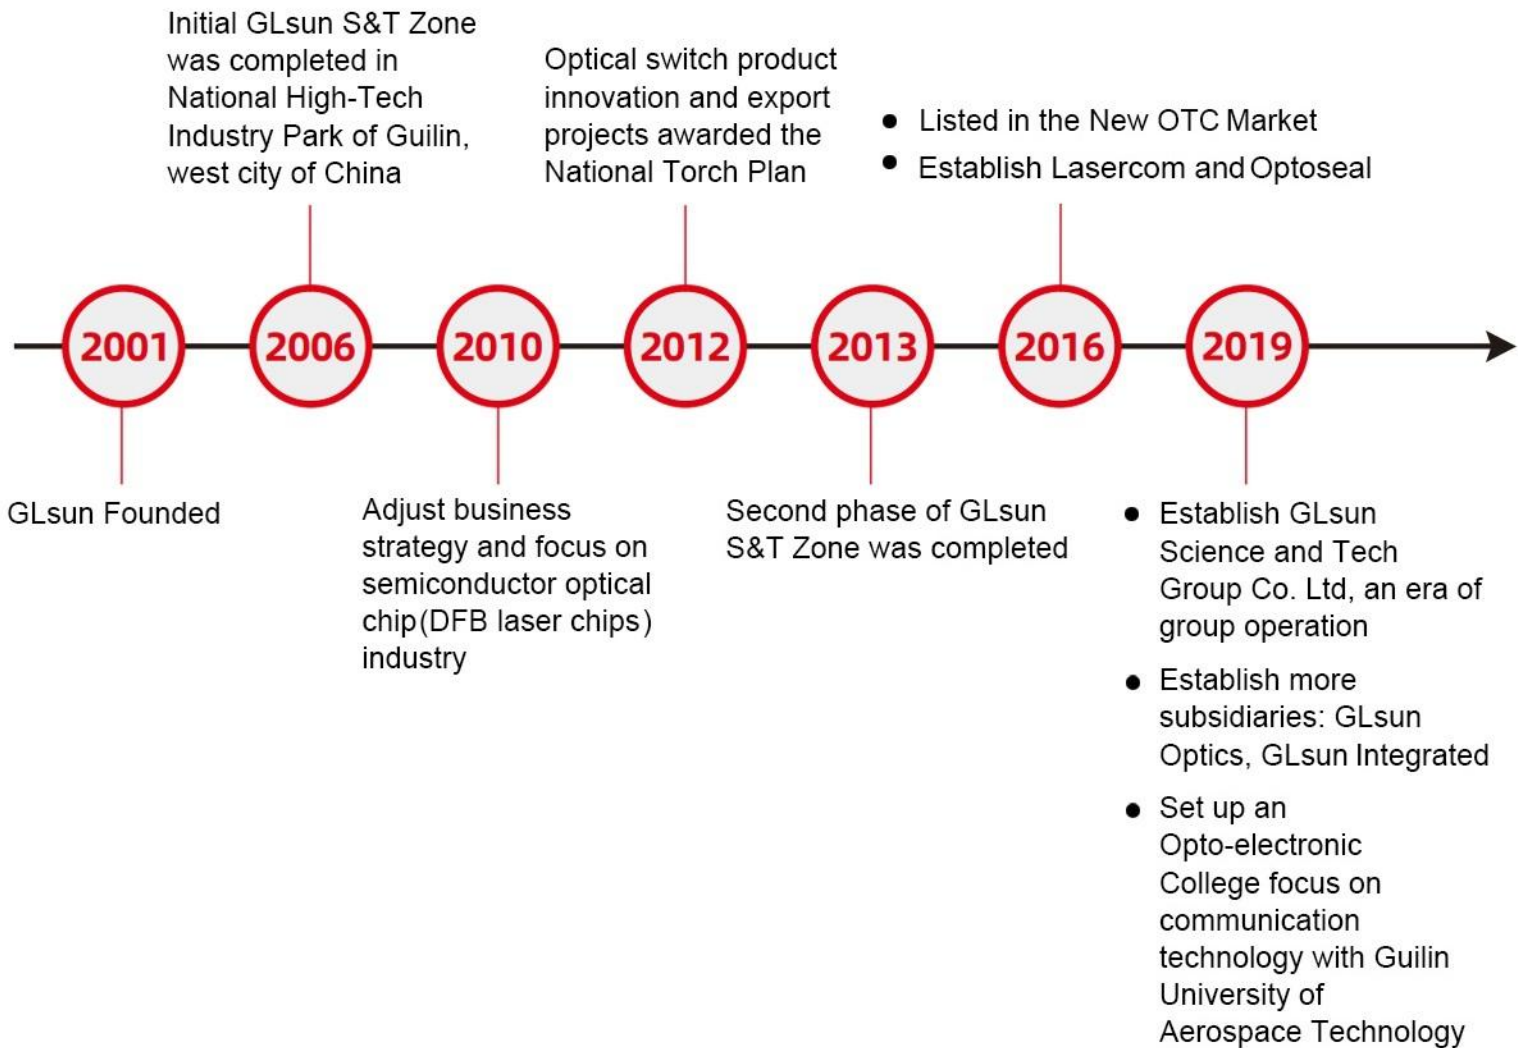 Initial GLsun S&T Zone
was completed in
National High-Tech
Industry Park of Guilin,
west city of China
Optical switch product
innovation and export
projects awarded the
National Torch Plan
● Listed in the New OTC Market
● Establish Lasercom and Optoseal
2001
2006
2010
2012
2013
2016
2019
GLsun Founded
Adjust business
strategy and focus on
semiconductor optical
chip(DFB laser chips)
industry
Second phase of GLsun
S&T Zone was completed
● Establish GLsun
Science and Tech
Group Co. Ltd, an era of
group operation
● Establish more
subsidiaries: GLsun
Optics, GLsun Integrated
● Set up an
Opto-electronic
College focus on
communication
technology with Guilin
University of
Aerospace Technology